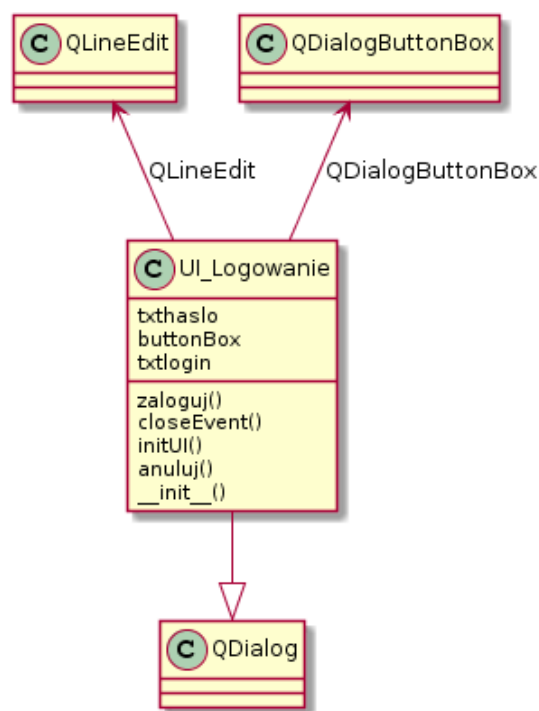 C QLineEdit
C QDialogButtonBox
QLineEdit
QDialogButtonBox
C UI_Logowanie
txthaslo
buttonBox
txtlogin
zaloguj()
closeEvent()
initUI()
anuluj()
__init__()
C QDialog